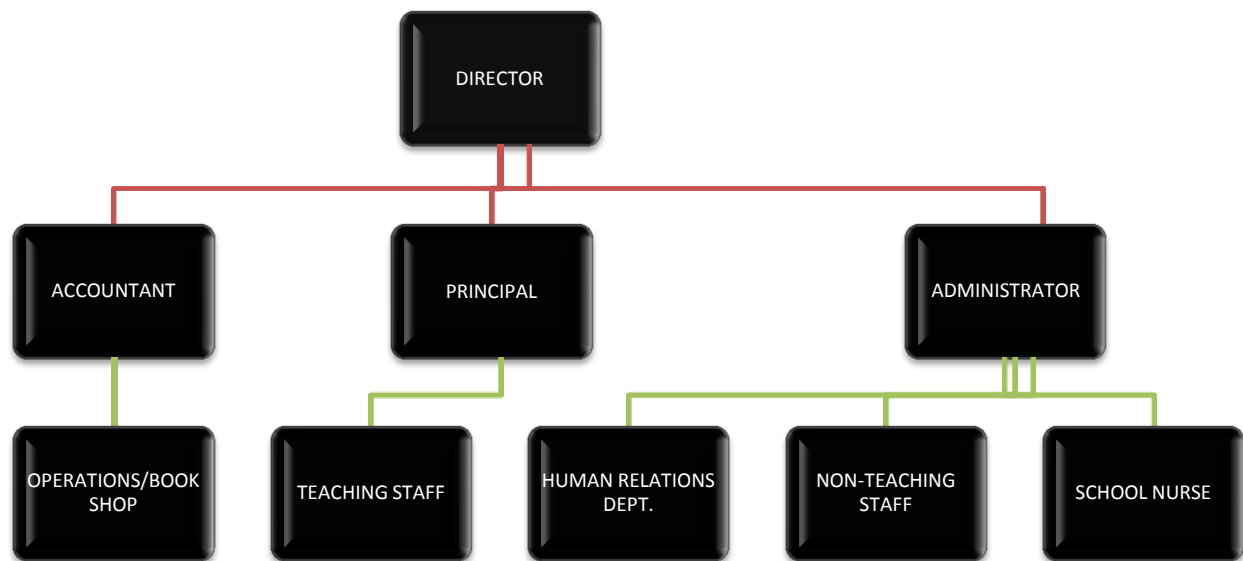 DIRECTOR
ACCOUNTANT
PRINCIPAL
ADMINISTRATOR
OPERATIONS/BOOK
SHOP
TEACHING STAFF
HUMAN RELATIONS
DEPT.
NON-TEACHING
STAFF
SCHOOL NURSE